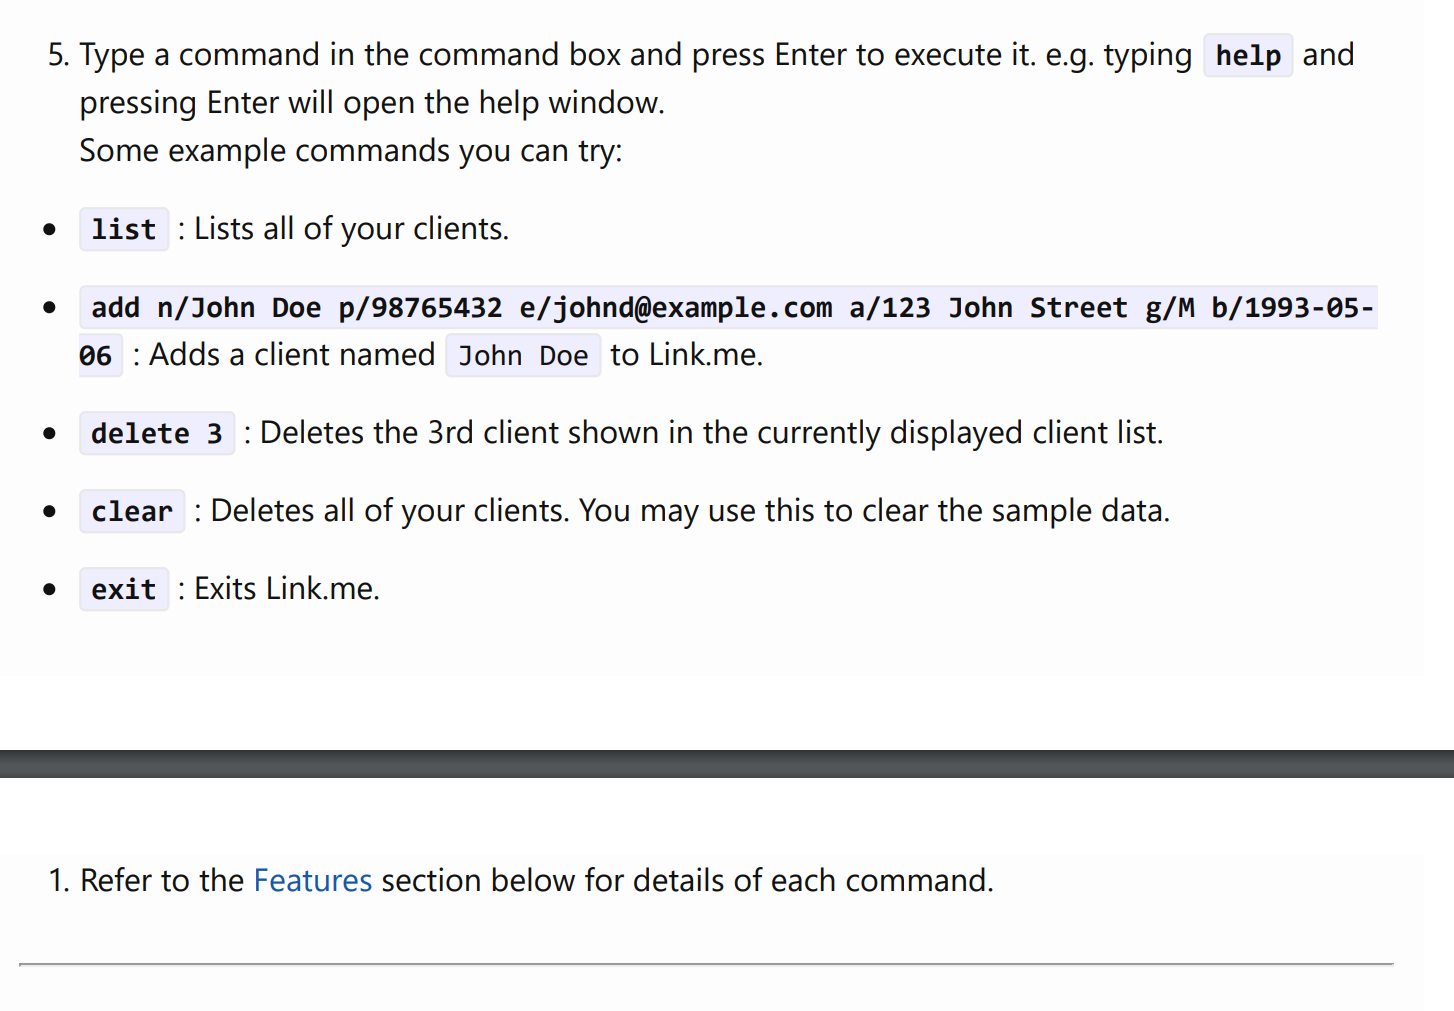 5. Type a command in the command box and press Enter to execute it. e.g. typing help and
pressing Enter will open the help window.
Some example commands you can try:
• list : Lists all of your clients.
• add n/John Doe p/98765432 e/johnd@example.com a/123 John Street g/M b/1993-05-
06 : Adds a client named John Doe to Link.me.
• delete 3 : Deletes the 3rd client shown in the currently displayed client list.
• clear : Deletes all of your clients. You may use this to clear the sample data.
• exit : Exits Link.me.
1. Refer to the Features section below for details of each command.